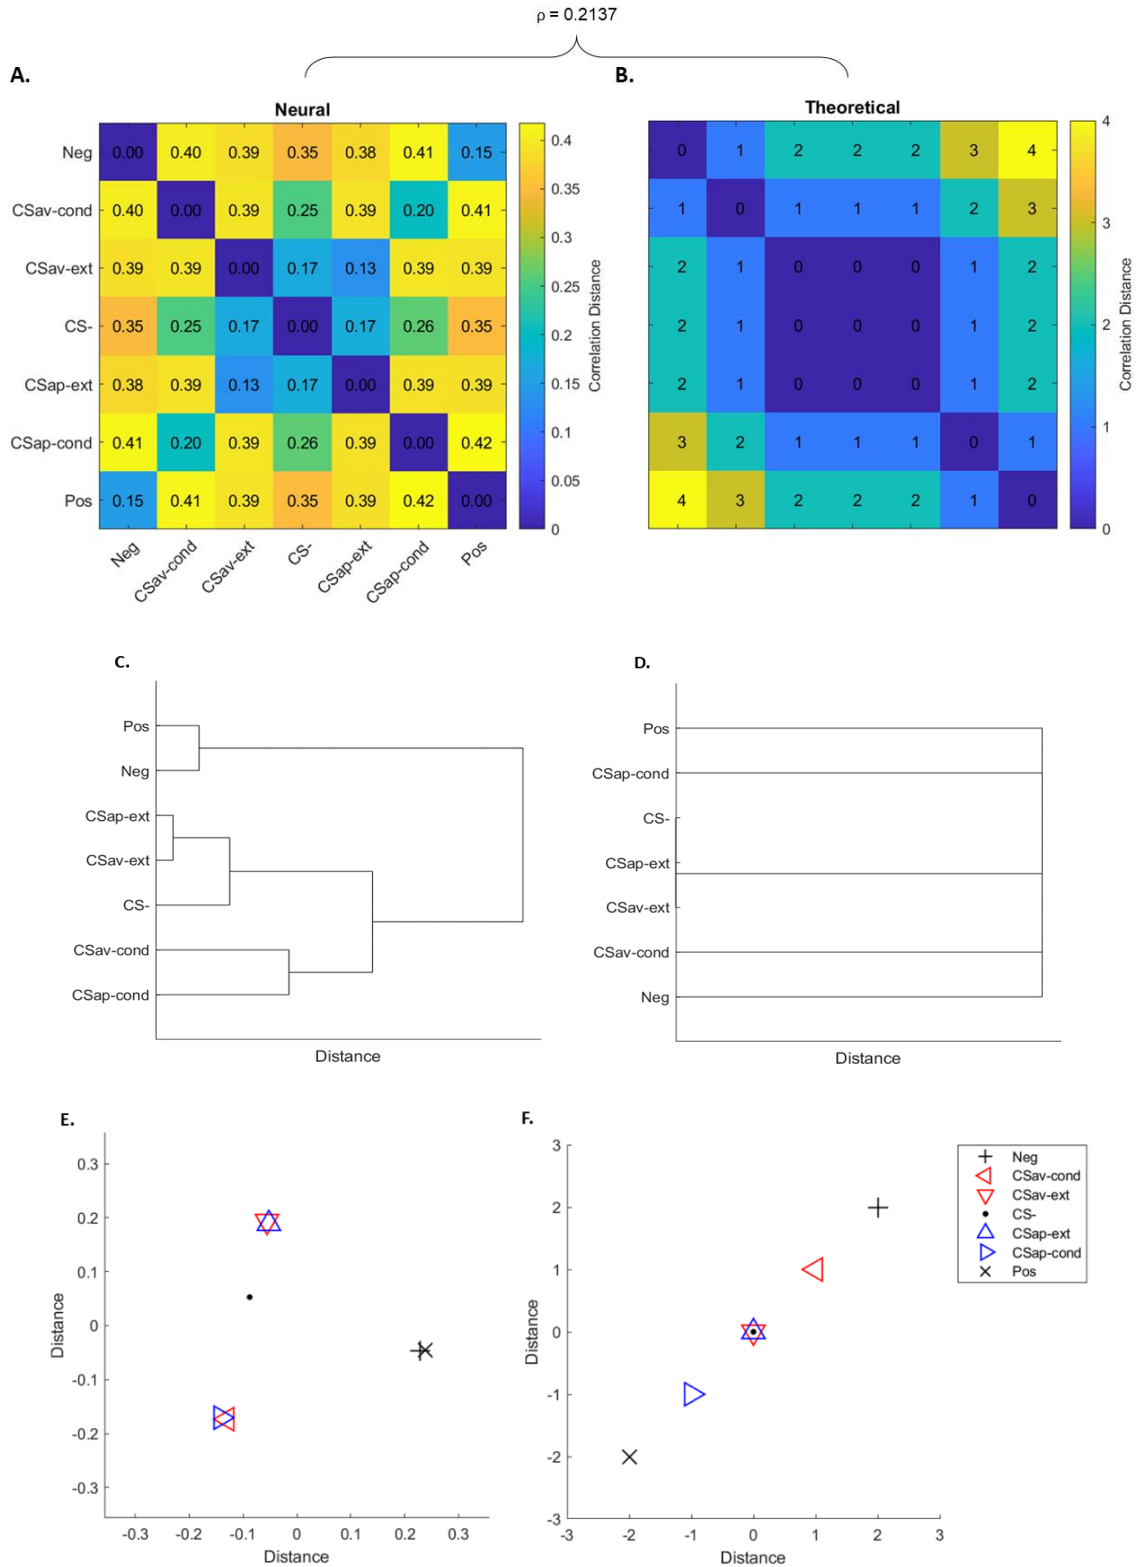 ρ = 0.2137
A.
B.
Neural
Theoretical
Neg 0.00 0.40 0.39 0.35 0.38 0.41 0.15
CSav-cond 0.40 0.00 0.39 0.25 0.39 0.20 0.41
CSav-ext 0.39 0.39 0.00 0.17 0.13 0.39 0.39
CS- 0.35 0.25 0.17 0.00 0.17 0.26 0.35
CSap-ext 0.38 0.39 0.13 0.17 0.00 0.39 0.39
CSap-cond 0.41 0.20 0.39 0.26 0.39 0.00 0.42
Pos 0.15 0.41 0.39 0.35 0.39 0.42 0.00
Neg
CSav-cond
CSav-ext
CS-
CSap-ext
CSap-cond
Pos
0.4
0.35
0.3
0.25
0.2
0.15
0.1
0.05
0
Correlation Distance
0 1 2 2 2 3 4
1 0 1 1 1 2 3
2 1 0 0 0 1 2
2 1 0 0 0 1 2
2 1 0 0 0 1 2
3 2 1 1 1 0 1
4 3 2 2 2 1 0
4
3
2
1
0
Correlation Distance
C.
Pos
Neg
CSap-ext
CSav-ext
CS-
CSav-cond
CSap-cond
Distance
D.
Pos
CSap-cond
CS-
CSap-ext
CSav-ext
CSav-cond
Neg
Distance
E.
0.3
0.2
0.1
0
-0.1
-0.2
-0.3
Distance
-0.3 -0.2 -0.1 0 0.1 0.2 0.3
Distance
F.
3
2
1
0
-1
-2
-3
Distance
-3 -2 -1 0 1 2 3
Distance
Neg
CSav-cond
CSav-ext
CS-
CSap-ext
CSap-cond
Pos